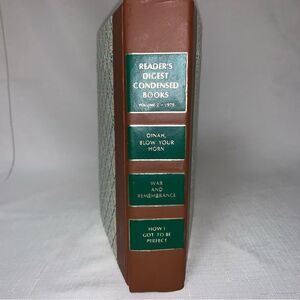 READER'S
DIGEST
CONDENSED
BOOKS
VOLUME 2 • 1979
DINAH,
BLOW YOUR
HORN
WAR
AND
REMEMBRANCE
HOW I
GOT TO BE
PERFECT